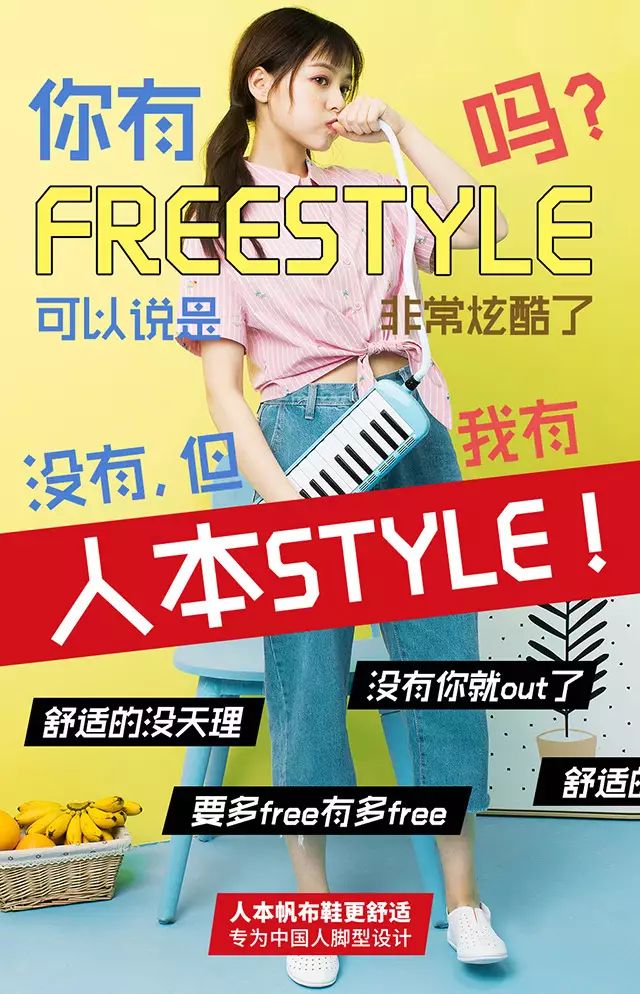 你有 吗？
FREESTYLE
可以说是 非常炫酷了
没有，但 我有
人本STYLE！
没有你就out了
舒适的没天理
舒适的
要多free有多free
人本帆布鞋更舒适
专为中国人脚型设计